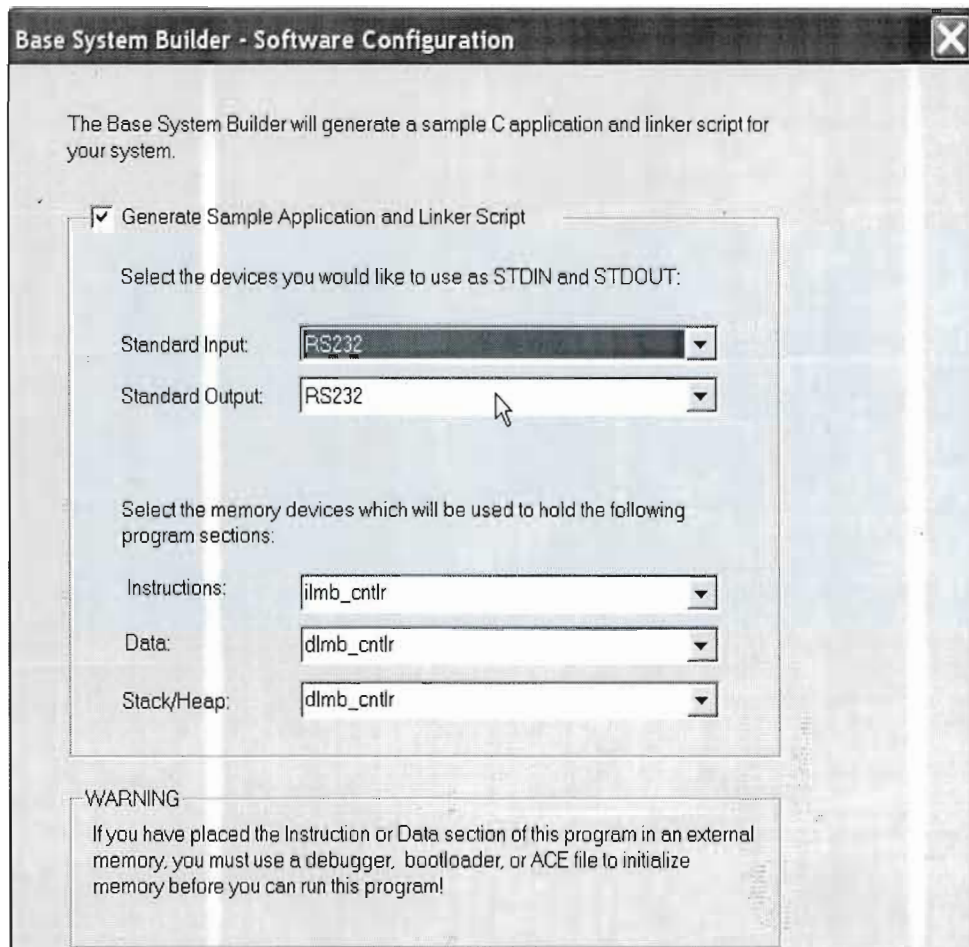 Base System Builder - Software Configuration
The Base System Builder will generate a sample C application and linker script for
your system.
Generate Sample Application and Linker Script
Select the devices you would like to use as STDIN and STDOUT:
Standard Input: RS232
Standard Output: RS232
Select the memory devices which will be used to hold the following
program sections:
Instructions: ilmb_cntlr
Data: dlmb_cntlr
Stack/Heap: dlmb_cntlr
WARNING
If you have placed the Instruction or Data section of this program in an external
memory, you must use a debugger, bootloader, or ACE file to initialize
memory before you can run this program!